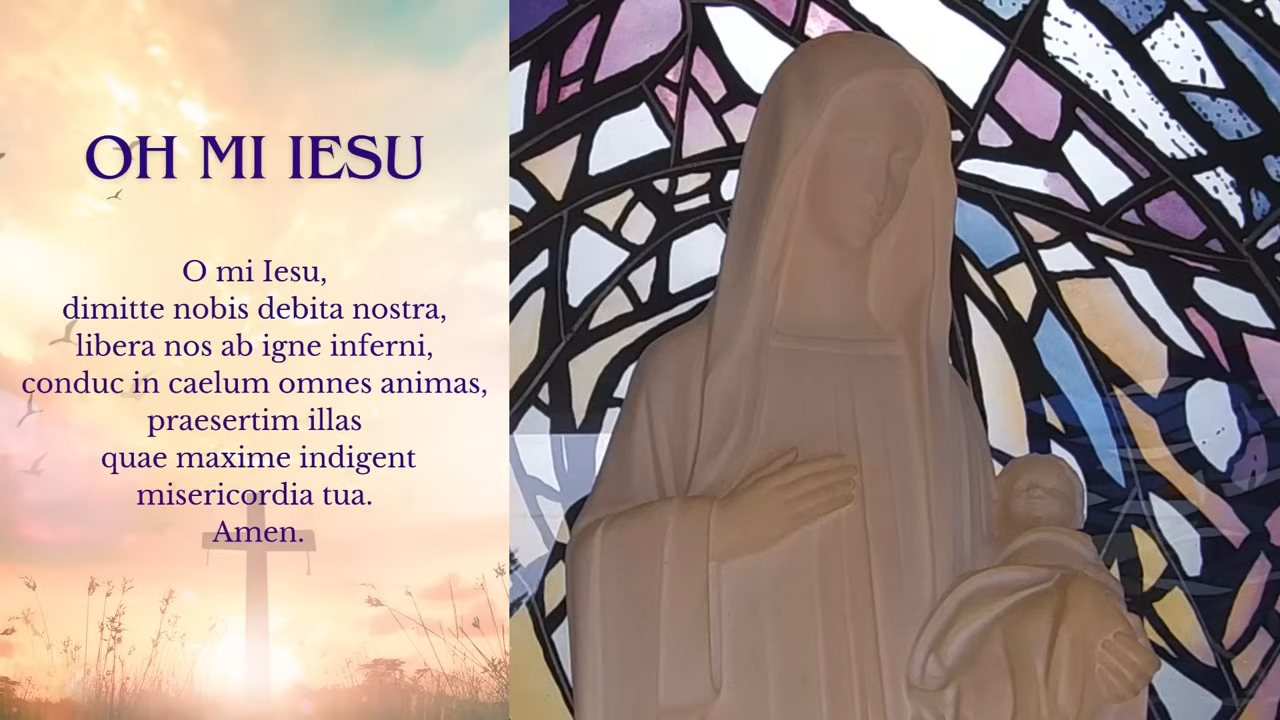 OH MI IESU
O mi Iesu,
dimitte nobis debita nostra,
libera nos ab igne inferni,
conduc in caelum omnes animas,
praesertim illas
quae maxime indigent
misericordia tua.
Amen.